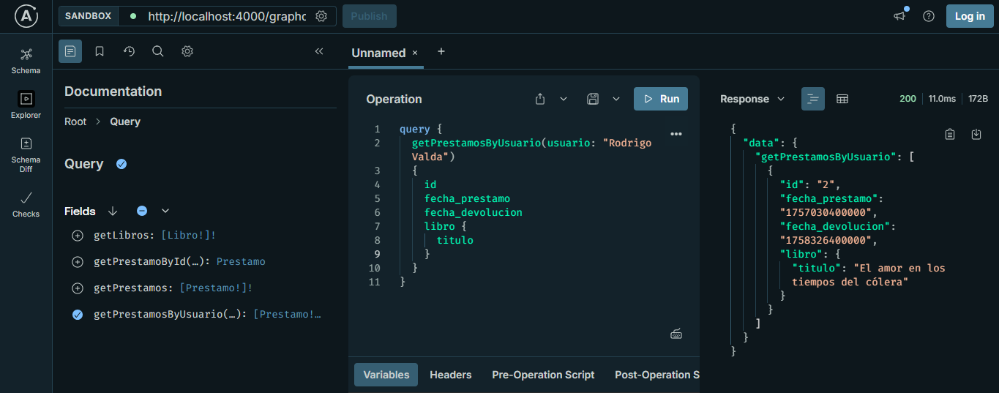 SANDBOX http://localhost:4000/graphc Publish Log in
Schema
Explorer
Schema
Diff
Checks
Documentation
Root > Query
Query
Fields
getLibros: [Libro!]!
getPrestamoById(…): Prestamo
getPrestamos: [Prestamo!]!
getPrestamosByUsuario(…): [Prestamo!…
Unnamed × +
Operation
Run
1 query {
2 getPrestamosByUsuario(usuario: "Rodrigo
Valda")
3 {
4 id
5 fecha_prestamo
6 fecha_devolucion
7 libro {
8 titulo
9 }
10 }
11 }
Variables Headers Pre-Operation Script Post-Operation S
Response 200 11.0ms 172B
{
"data": {
"getPrestamosByUsuario": [
{
"id": "2",
"fecha_prestamo":
"1757030400000",
"fecha_devolucion":
"1758326400000",
"libro": {
"titulo": "El amor en los
tiempos del cólera"
}
}
]
}
}